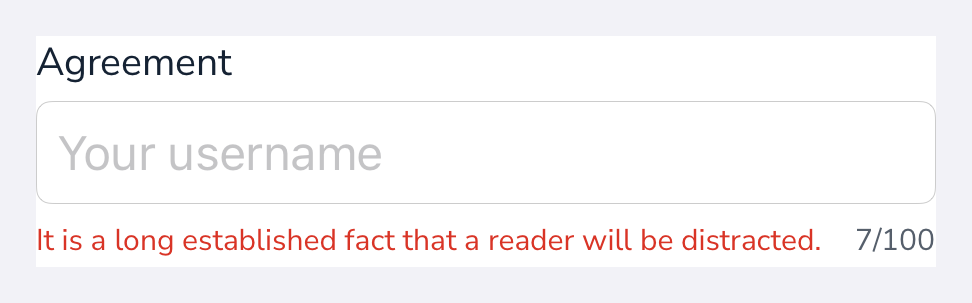 Agreement
Your username
It is a long established fact that a reader will be distracted. 7/100